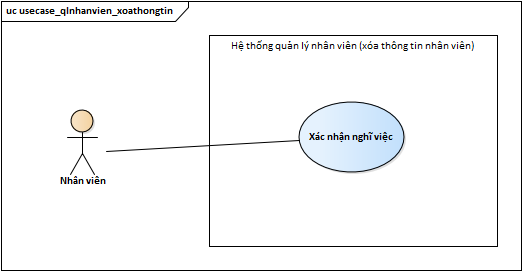 uc usecase_qlnhanvien_xoathongtin
Hệ thống quản lý nhân viên (xóa thông tin nhân viên)
Xác nhận nghĩ việc
Nhân viên